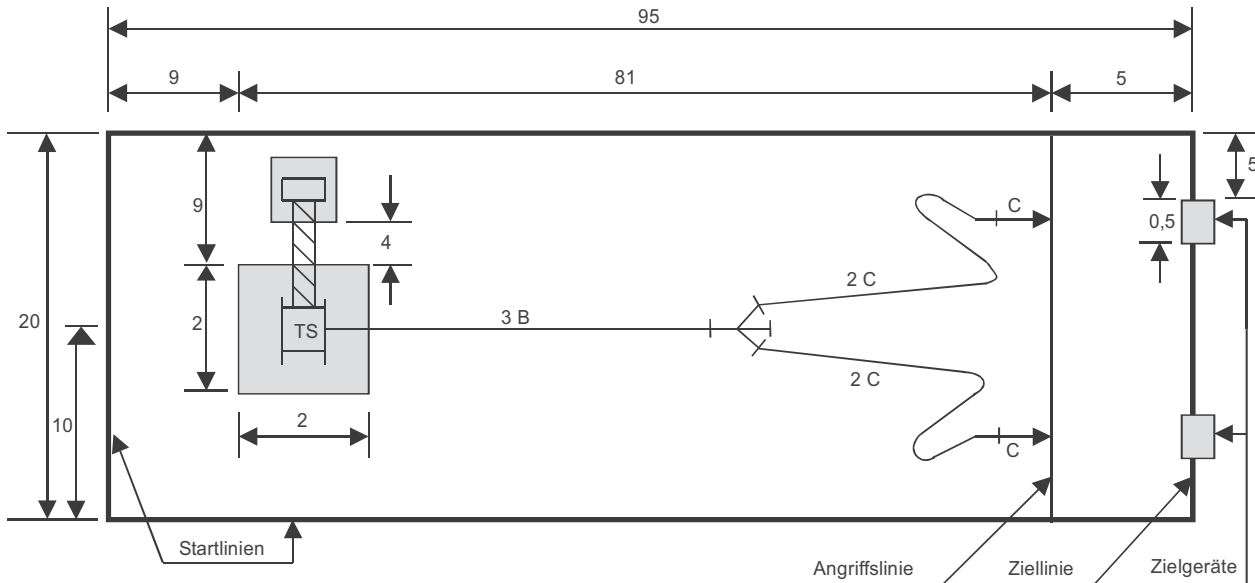 95
9
81
5
5
9
4
0,5
C
2 C
20
2
TS
3 B
10
2 C
2
C
Startlinien
Angriffslinie
Ziellinie
Zielgeräte